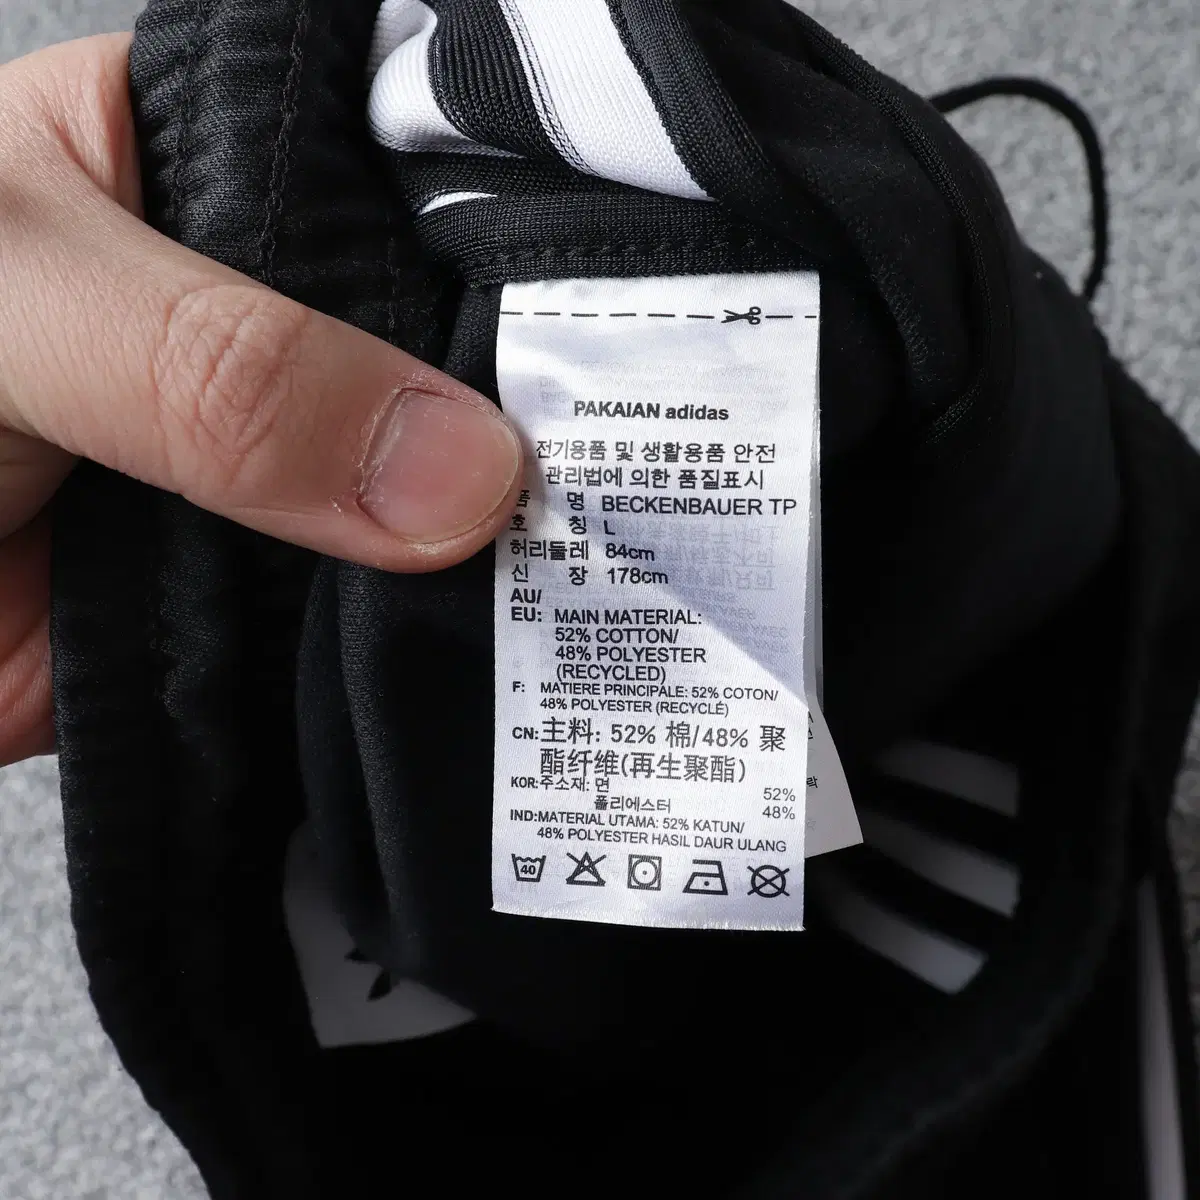 PAKAIAN adidas
전기용품 및 생활용품 안전
관리법에 의한 품질표시
품 명 BECKENBAUER TP
호 칭 L
허리둘레 84cm
신 장 178cm
AU/
EU: MAIN MATERIAL:
52% COTTON/
48% POLYESTER
(RECYCLED)
F: MATIERE PRINCIPALE: 52% COTON/
48% POLYESTER (RECYCLÉ)
CN:主料: 52% 棉/48% 聚
酯纤维(再生聚酯)
KOR:주소재: 면 52%
폴리에스터 48%
IND:MATERIAL UTAMA: 52% KATUN/
48% POLYESTER HASIL DAUR ULANG
40